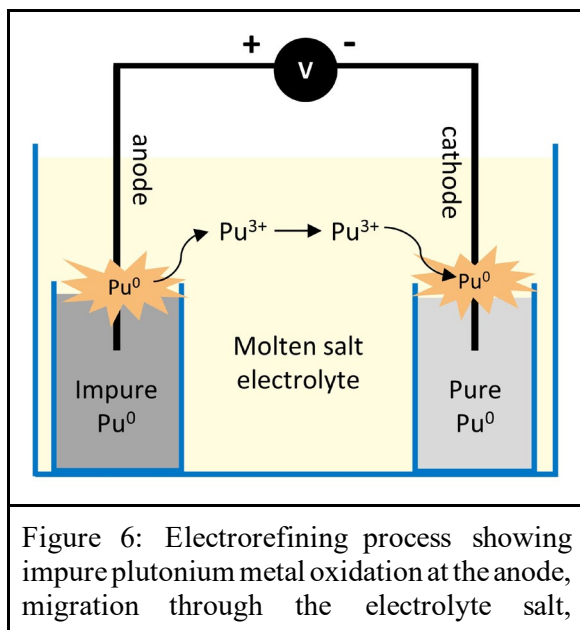 + V -
anode
cathode
Pu³⁺ → Pu³⁺
Pu⁰
Pu⁰
Molten salt
electrolyte
Impure
Pu⁰
Pure
Pu⁰
Figure 6: Electrorefining process showing
impure plutonium metal oxidation at the anode,
migration through the electrolyte salt,